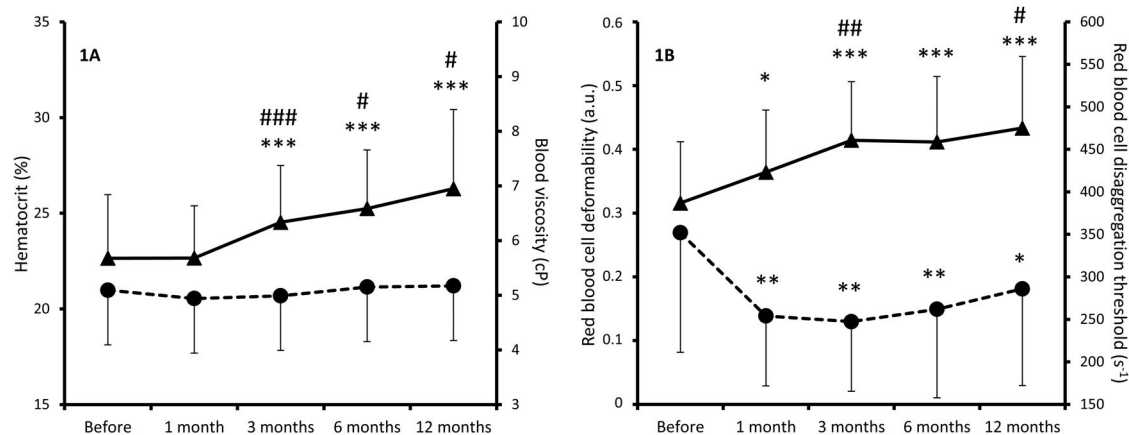 1A
Hematocrit (%)
35
30
25
20
15
###
***
#
***
#
***
Blood viscosity (cP)
10
9
8
7
6
5
4
3
Before
1 month
3 months
6 months
12 months
1B
Red blood cell deformability (a.u.)
0.6
0.5
0.4
0.3
0.2
0.1
0
*
##
***
***
#
***
**
**
**
*
Red blood cell disaggregation threshold (s-1)
600
550
500
450
400
350
300
250
200
150
Before
1 month
3 months
6 months
12 months